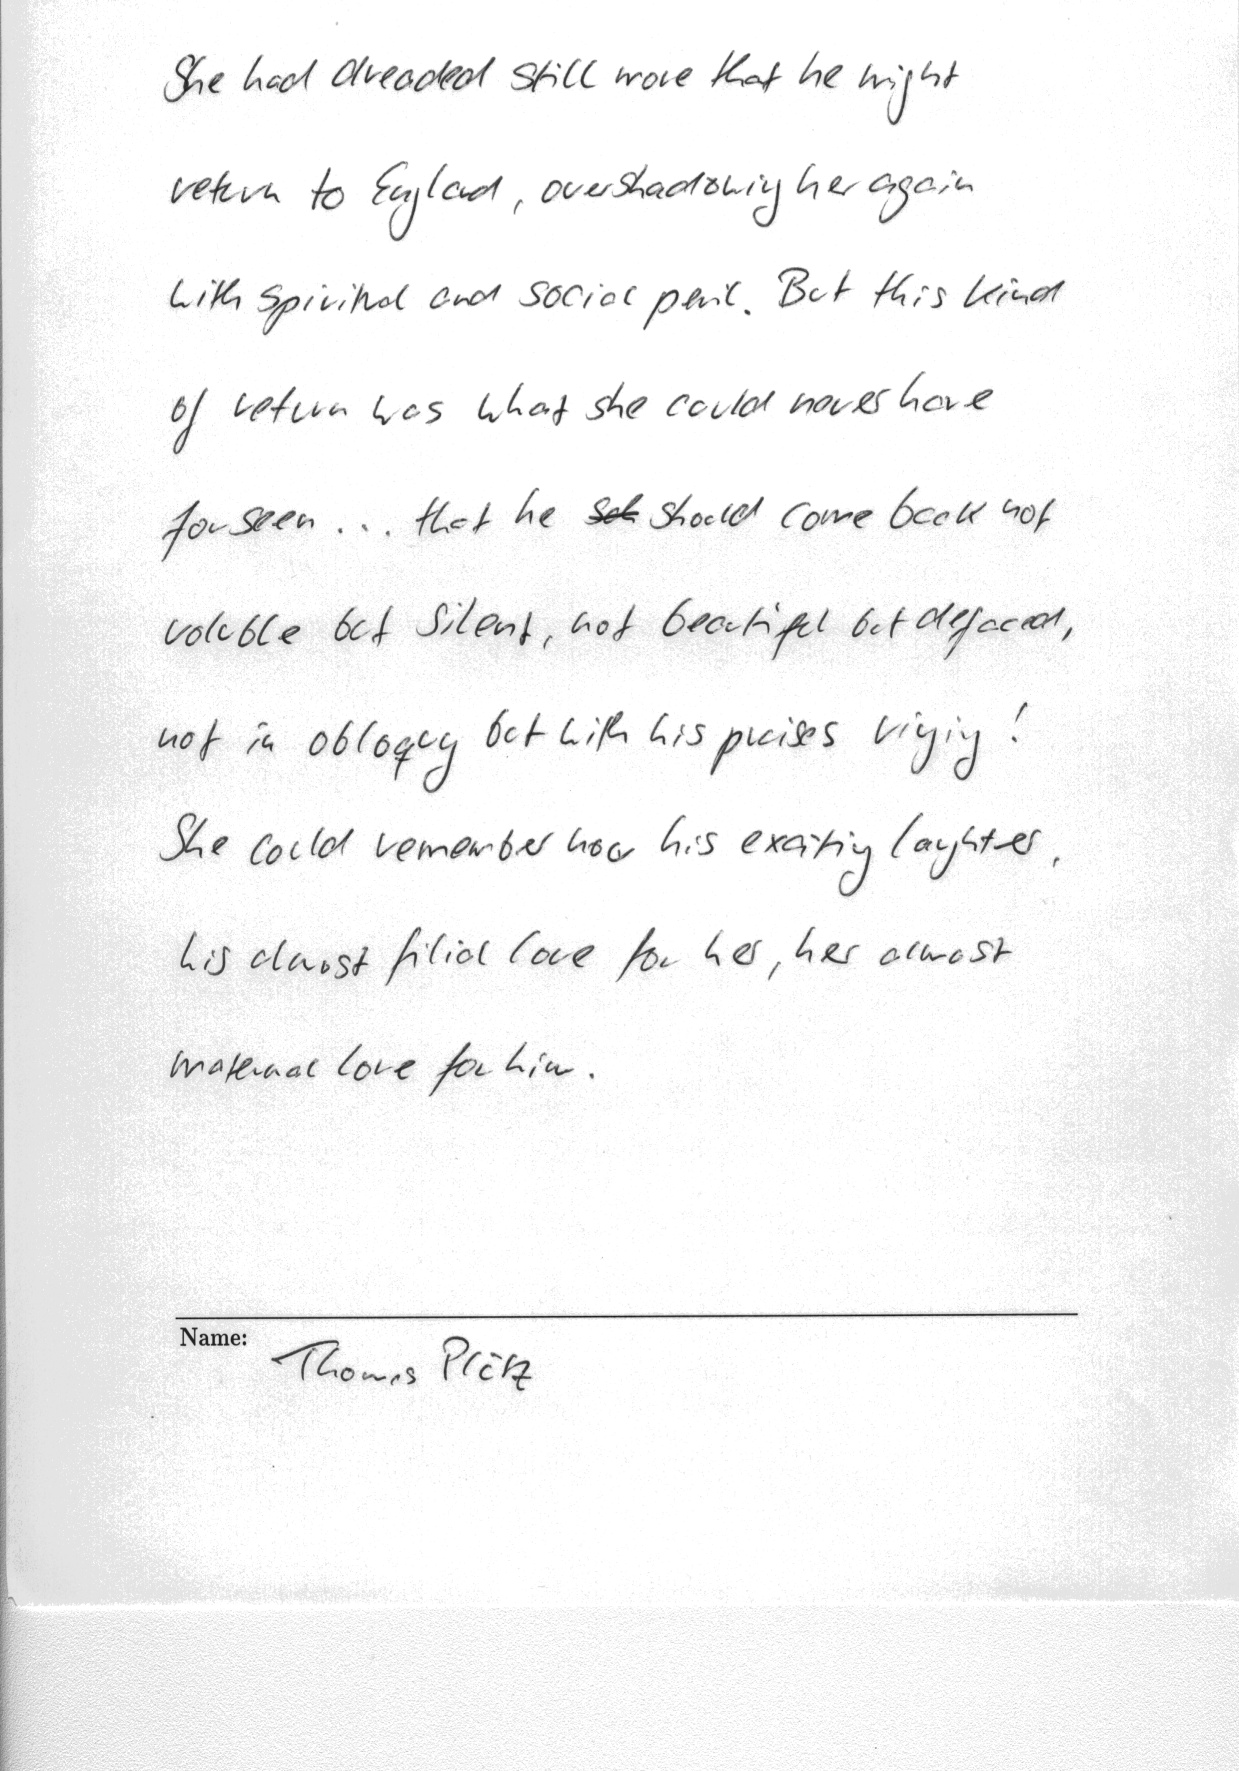 She had dreaded still more that he might
return to England, overshadowing her again
with spiritual and social peril. But this kind
of return was what she could never have
forseen ... that he should come back not
voluble but silent, not beautiful but defaced,
not in obloquy but with his praises ringing!
She could remember now his exciting laughter,
his almost filial love for her, her almost
maternal love for him.
Name:
Thomas Plötz